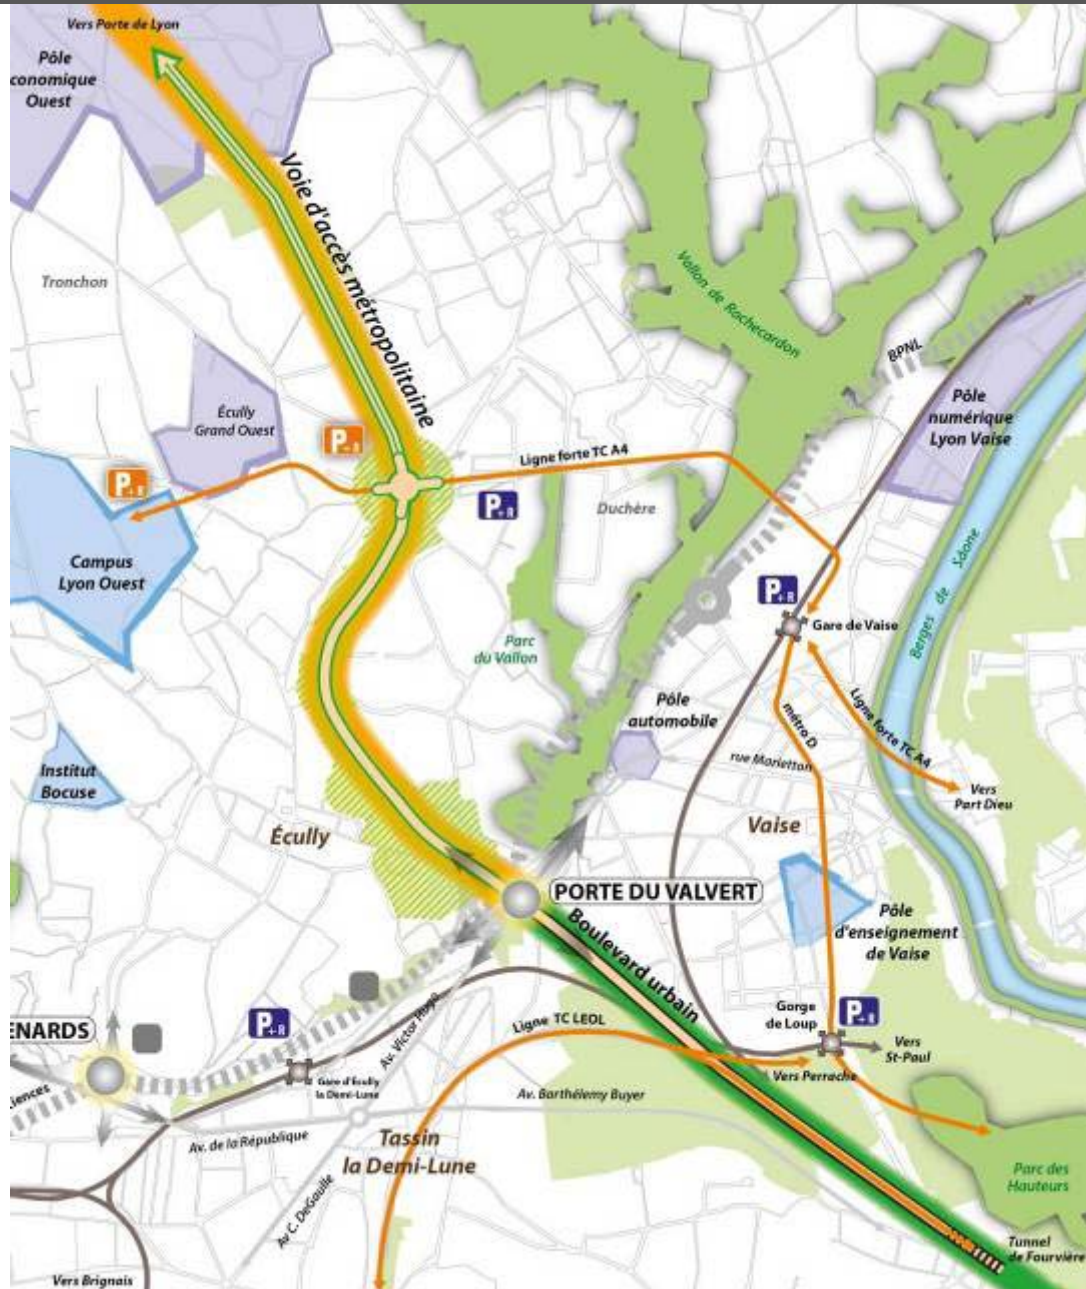 Vers Porte de Lyon
Pôle
conomique
Ouest
Voie d'accès métropolitaine
Tronchon
Vallon de Rochecardon
BPNL
Pôle
numérique
Lyon Vaise
Écully
Grand Ouest
P+R
P+R
Ligne forte TC A4
P+R
Duchère
Campus
Lyon Ouest
Berges de Sâone
P+R
Gare de Vaise
Parc
du Vallon
Pôle
automobile
métro D
Ligne forte TC A4
rue Marietton
Institut
Bocuse
Vers
Part Dieu
Écully
Vaise
PORTE DU VALVERT
Pôle
d'enseignement
de Vaise
Boulevard urbain
ENARDS
P+R
Av. Victor Hugo
Ligne TC LEOL
Gorge
de Loup
P+R
Vers
St-Paul
Vers Perrache
Gare d'Écully
la Demi-Lune
iences
Av. Barthélemy Buyer
Av. de la République
Tassin
la Demi-Lune
Av C. DeGaulle
Parc des
Hauteurs
Tunnel
de Fourvière
Vers Brignais